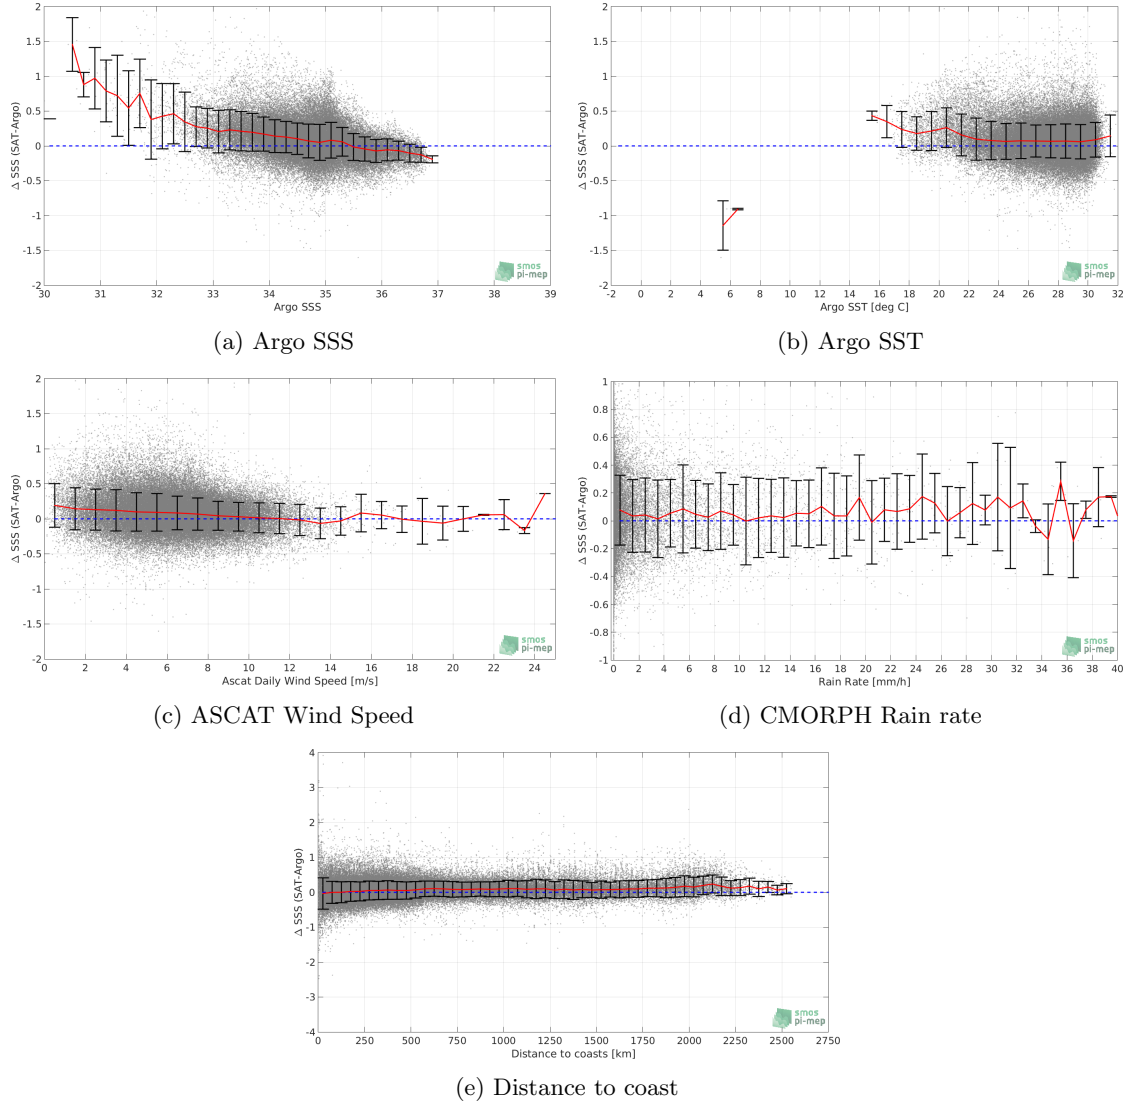 2
1.5
1
0.5
0
-0.5
-1
-1.5
-2
30 31 32 33 34 35 36 37 38 39
Δ SSS (SAT-Argo)
Argo SSS
smos
pi-mep
(a) Argo SSS
2
1.5
1
0.5
0
-0.5
-1
-1.5
-2
-2 0 2 4 6 8 10 12 14 16 18 20 22 24 26 28 30 32
Δ SSS (SAT-Argo)
Argo SST [deg C]
smos
pi-mep
(b) Argo SST
2
1.5
1
0.5
0
-0.5
-1
-1.5
-2
0 2 4 6 8 10 12 14 16 18 20 22 24
Δ SSS (SAT-Argo)
Ascat Daily Wind Speed [m/s]
smos
pi-mep
(c) ASCAT Wind Speed
1
0.8
0.6
0.4
0.2
0
-0.2
-0.4
-0.6
-0.8
-1
0 2 4 6 8 10 12 14 16 18 20 22 24 26 28 30 32 34 36 38 40
Δ SSS (SAT-Argo)
Rain Rate [mm/h]
smos
pi-mep
(d) CMORPH Rain rate
4
3
2
1
0
-1
-2
-3
-4
0 250 500 750 1000 1250 1500 1750 2000 2250 2500 2750
Δ SSS (SAT-Argo)
Distance to coasts [km]
smos
pi-mep
(e) Distance to coast